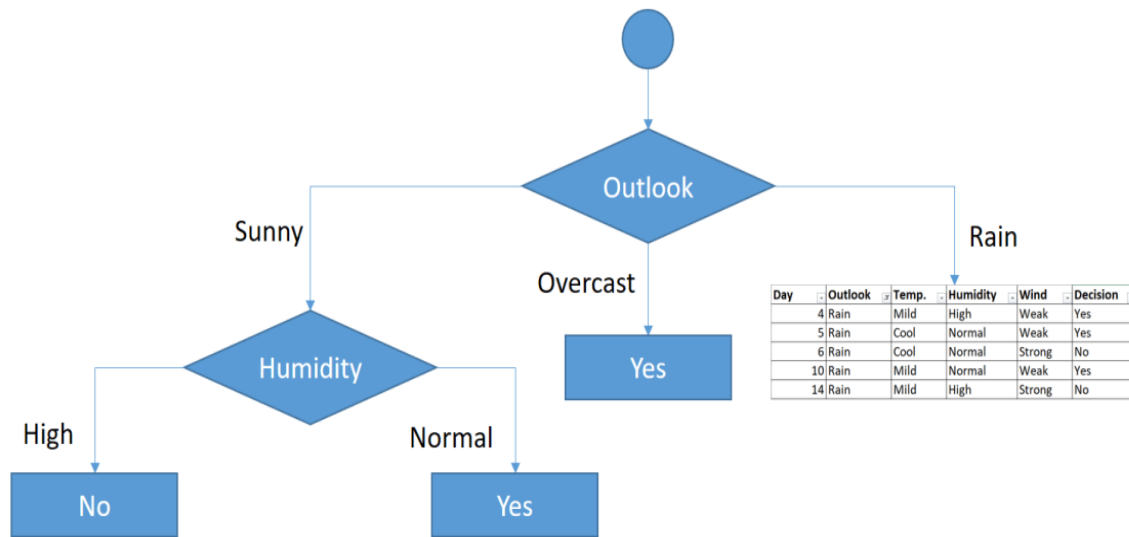 Outlook
Sunny
Overcast
Rain
Day Outlook Temp. Humidity Wind Decision
4 Rain Mild High Weak Yes
5 Rain Cool Normal Weak Yes
6 Rain Cool Normal Strong No
10 Rain Mild Normal Weak Yes
14 Rain Mild High Strong No
Humidity
Yes
High
Normal
No
Yes